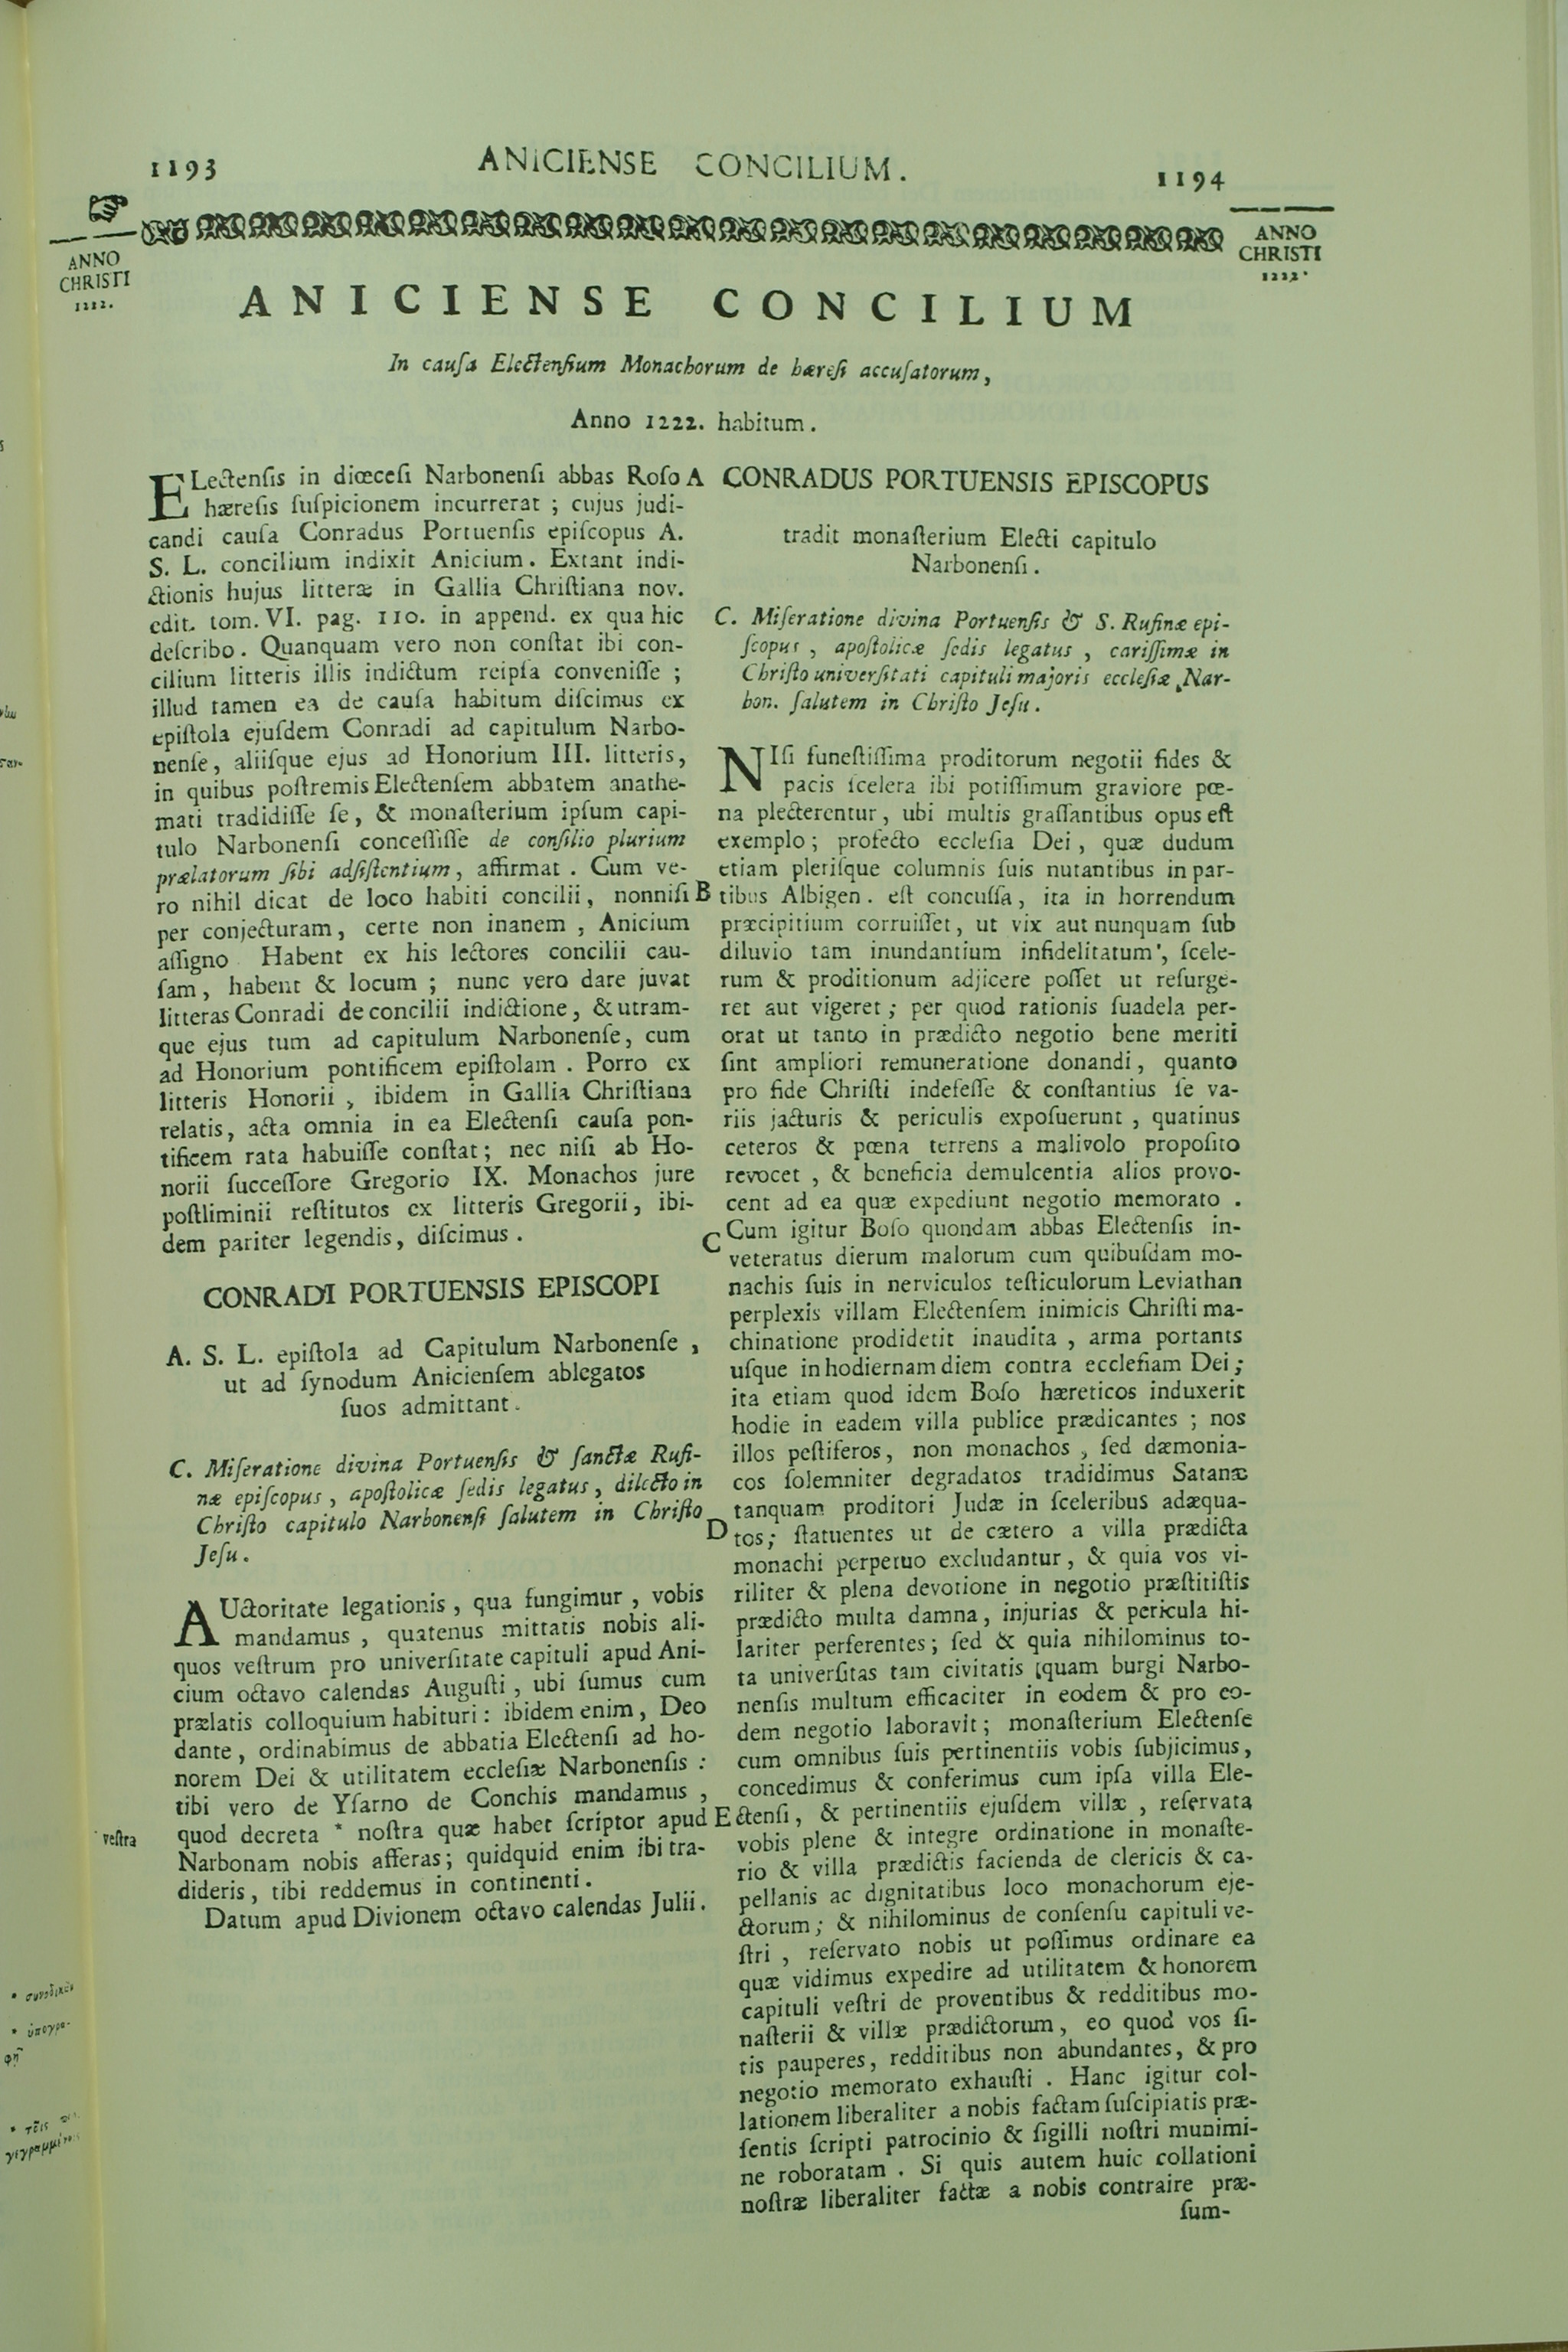 1193
ANICIENSE CONCILIUM.
1194
ANNO
CHRISTI
1222.
ANNO
CHRISTI
1222.
ANICIENSE CONCILIUM
In cauſa Electenſium Monachorum de hæreſi accuſatorum,
Anno 1222. habitum.
ELectenſis in diœceſi Narbonenſi abbas Roſo
hæreſis ſuſpicionem incurrerat ; cujus judi-
candi cauſa Conradus Portuenſis epiſcopus A.
S. L. concilium indixit Anicium. Extant indi-
ctionis hujus litteræ in Gallia Chriſtiana nov.
edit. tom. VI. pag. 110. in append. ex qua hic
deſcribo. Quanquam vero non conſtat ibi con-
cilium litteris illis indictum reipſa conveniſſe ;
illud tamen ea de cauſa habitum diſcimus ex
epiſtola ejuſdem Conradi ad capitulum Narbo-
nenſe, aliiſque ejus ad Honorium III. litteris,
in quibus poſtremis Electenſem abbatem anathe-
mati tradidiſſe ſe, & monaſterium ipſum capi-
tulo Narbonenſi conceſſiſſe de conſilio plurium
prælatorum ſibi adſiſtentium, affirmat. Cum ve-
ro nihil dicat de loco habiti concilii, nonniſi
per conjecturam, certe non inanem, Anicium
aſſigno Habent ex his lectores concilii cau-
ſam, habent & locum ; nunc vero dare juvat
litteras Conradi de concilii indictione, & utram-
que ejus tum ad capitulum Narbonenſe, cum
ad Honorium pontificem epiſtolam. Porro ex
litteris Honorii, ibidem in Gallia Chriſtiana
relatis, acta omnia in ea Electenſi cauſa pon-
tificem rata habuiſſe conſtat; nec niſi ab Ho-
norii ſucceſſore Gregorio IX. Monachos jure
poſtliminii reſtitutos ex litteris Gregorii, ibi-
dem pariter legendis, diſcimus.
CONRADI PORTUENSIS EPISCOPI
A. S. L. epiſtola ad Capitulum Narbonenſe,
ut ad ſynodum Anicienſem ablegatos
ſuos admittant.
C. Miſeratione divina Portuenſis & ſanctæ Rufi-
næ epiſcopus, apoſtolicæ ſedis legatus, dilecto in
Chriſto capitulo Narbonenſi ſalutem in Chriſto
Jeſu.
AUctoritate legationis, qua fungimur, vobis
mandamus, quatenus mittatis nobis ali-
quos veſtrum pro univerſitate capituli apud Ani-
cium octavo calendas Auguſti, ubi ſumus cum
prælatis colloquium habituri: ibidem enim, Deo
dante, ordinabimus de abbatia Electenſi ad ho-
norem Dei & utilitatem eccleſiæ Narbonenſis :
tibi vero de Yſarno de Conchis mandamus,
quod decreta * noſtra quæ habet ſcriptor apud
Narbonam nobis afferas; quidquid enim ibi tra-
dideris, tibi reddemus in continenti.
Datum apud Divionem octavo calendas Julii.
veſtra
A
B
C
D
E
CONRADUS PORTUENSIS EPISCOPUS
tradit monaſterium Electi capitulo
Narbonenſi.
C. Miſeratione divina Portuenſis & S. Rufinæ epi-
ſcopus, apoſtolicæ ſedis legatus, cariſſimæ in
Chriſto univerſitati capituli majoris eccleſiæ Nar-
bon. ſalutem in Chriſto Jeſu.
NIſi funeſtiſſima proditorum negotii fides &
pacis ſcelera ibi potiſſimum graviore pœ-
na plecterentur, ubi multis graſſantibus opus eſt
exemplo; profecto eccleſia Dei, quæ dudum
etiam pleriſque columnis ſuis nutantibus in par-
tibus Albigen. eſt concuſſa, ita in horrendum
præcipitium corruiſſet, ut vix aut nunquam ſub
diluvio tam inundantium infidelitatum', ſcele-
rum & proditionum adjicere poſſet ut reſurge-
ret aut vigeret; per quod rationis ſuadela per-
orat ut tanto in prædicto negotio bene meriti
ſint ampliori remuneratione donandi, quanto
pro fide Chriſti indefeſſe & conſtantius ſe va-
riis jacturis & periculis expoſuerunt, quatinus
ceteros & pœna terrens a malivolo propoſito
revocet, & beneficia demulcentia alios provo-
cent ad ea quæ expediunt negotio memorato.
Cum igitur Boſo quondam abbas Electenſis in-
veteratus dierum malorum cum quibuſdam mo-
nachis ſuis in nerviculos teſticulorum Leviathan
perplexis villam Electenſem inimicis Chriſti ma-
chinatione prodiderit inaudita, arma portants
uſque in hodiernam diem contra eccleſiam Dei;
ita etiam quod idem Boſo hæreticos induxerit
hodie in eadem villa publice prædicantes ; nos
illos peſtiferos, non monachos, ſed dæmonia-
cos ſolemniter degradatos tradidimus Satanæ
tanquam proditori Judæ in ſceleribus adæqua-
tos; ſtatuentes ut de cætero a villa prædicta
monachi perpetuo excludantur, & quia vos vi-
riliter & plena devotione in negotio præſtitiſtis
prædicto multa damna, injurias & pericula hi-
lariter perferentes; ſed & quia nihilominus to-
ta univerſitas tam civitatis quam burgi Narbo-
nenſis multum efficaciter in eodem & pro eo-
dem negotio laboravit; monaſterium Electenſe
cum omnibus ſuis pertinentiis vobis ſubjicimus,
concedimus & conferimus cum ipſa villa Ele-
ctenſi, & pertinentiis ejuſdem villæ, reſervata
vobis plene & integre ordinatione in monaſte-
rio & villa prædictis facienda de clericis & ca-
pellanis ac dignitatibus loco monachorum eje-
ctorum; & nihilominus de conſenſu capituli ve-
ſtri, reſervato nobis ut poſſimus ordinare ea
quæ vidimus expedire ad utilitatem & honorem
capituli veſtri de proventibus & redditibus mo-
naſterii & villæ prædictorum, eo quod vos ſi-
tis pauperes, redditibus non abundantes, & pro
negotio memorato exhauſti. Hanc igitur col-
lationem liberaliter a nobis factam ſuſcipiatis præ-
ſentis ſcripti patrocinio & ſigilli noſtri munimi-
ne roboratam. Si quis autem huic collationi
noſtræ liberaliter factæ a nobis contraire præ-
ſum-